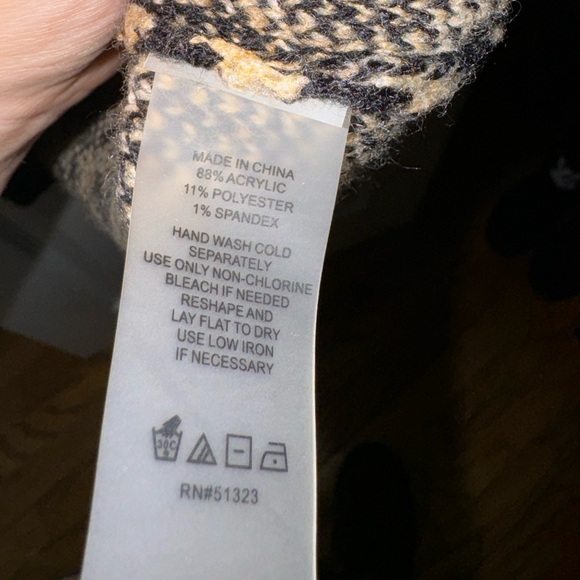 MADE IN CHINA
88% ACRYLIC
11% POLYESTER
1% SPANDEX
HAND WASH COLD
SEPARATELY
USE ONLY NON-CHLORINE
BLEACH IF NEEDED
RESHAPE AND
LAY FLAT TO DRY
USE LOW IRON
IF NECESSARY
30C
RN#51323